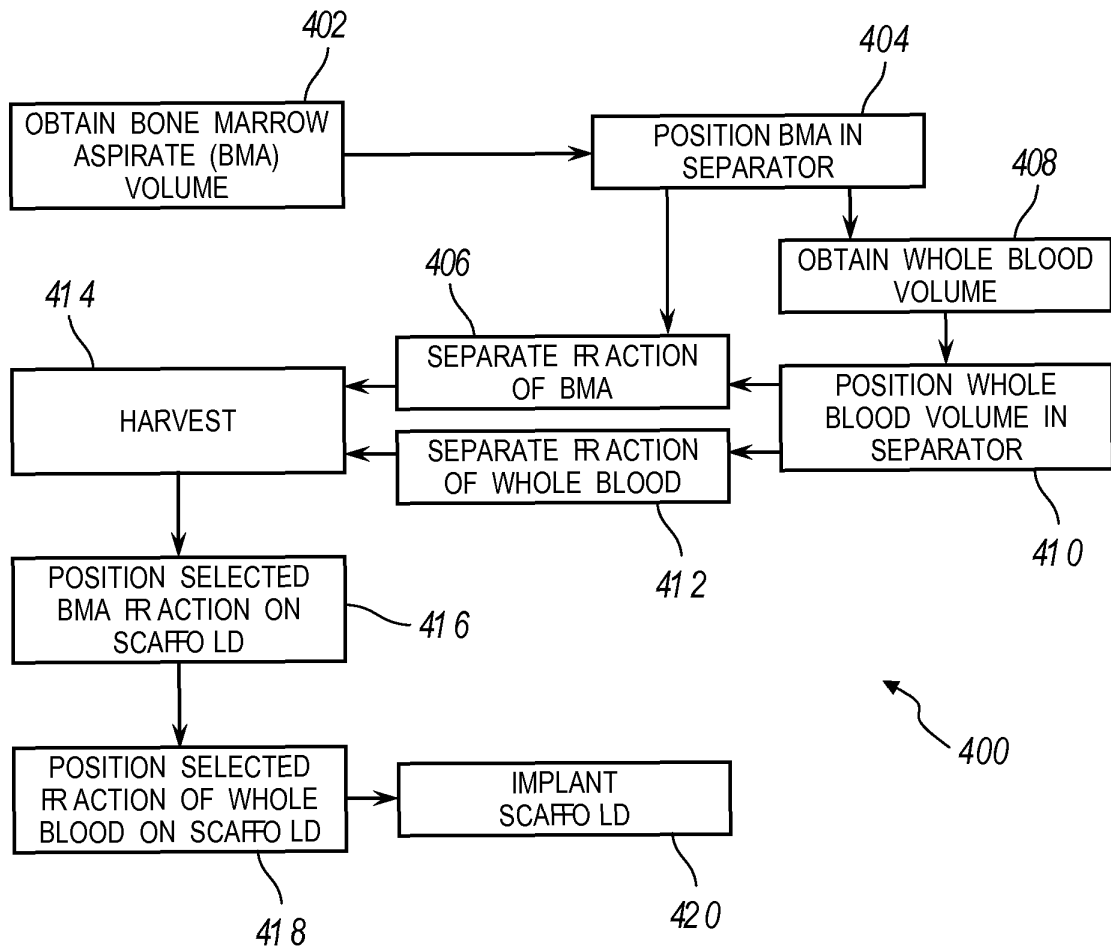 402
OBTAIN BONE MARROW
ASPIRATE (BMA)
VOLUME
404
POSITION BMA IN
SEPARATOR
408
OBTAIN WHOLE BLOOD
VOLUME
406
SEPARATE FRACTION
OF BMA
414
HARVEST
POSITION WHOLE
BLOOD VOLUME IN
SEPARATOR
410
SEPARATE FRACTION
OF WHOLE BLOOD
412
POSITION SELECTED
BMA FRACTION ON
SCAFFOLD
416
POSITION SELECTED
FRACTION OF WHOLE
BLOOD ON SCAFFOLD
418
IMPLANT
SCAFFOLD
420
400